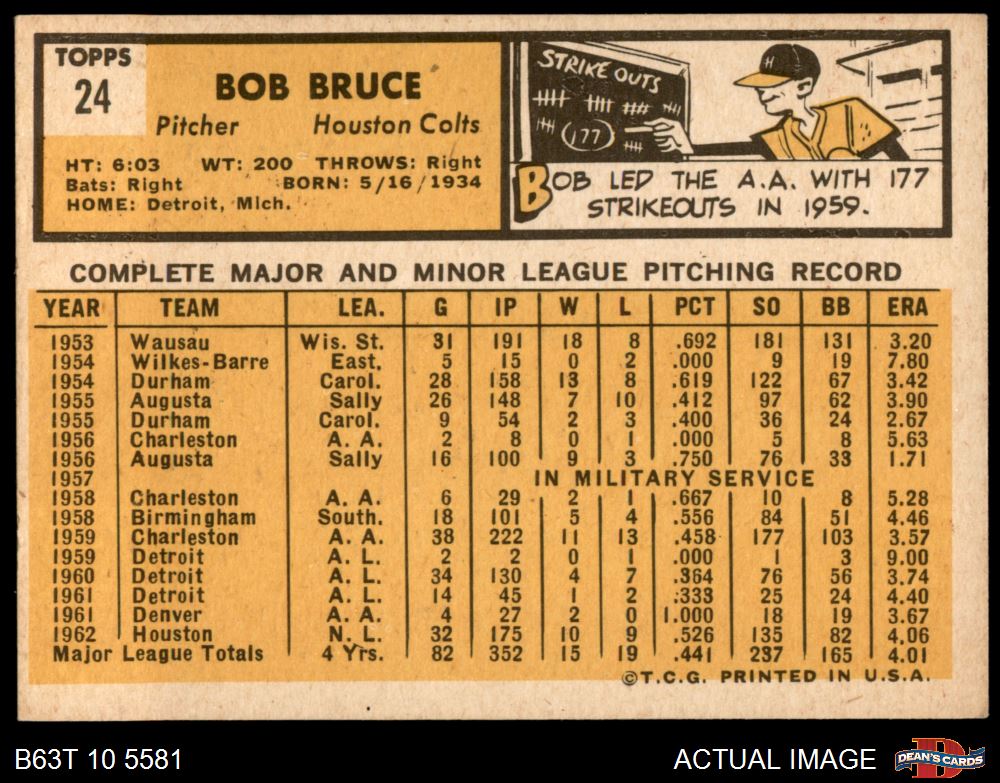 TOPPS
24
BOB BRUCE
Pitcher Houston Colts
HT: 6:03 WT: 200 THROWS: Right
Bats: Right BORN: 5/16/1934
HOME: Detroit, Mich.
STRIKE OUTS
177
H
BOB LED THE A.A. WITH 177
STRIKEOUTS IN 1959.
COMPLETE MAJOR AND MINOR LEAGUE PITCHING RECORD
YEAR TEAM LEA. G IP W L PCT SO BB ERA
1953 Wausau Wis. St. 31 191 18 8 .692 181 131 3.20
1954 Wilkes-Barre East. 5 15 0 2 .000 9 19 7.80
1954 Durham Carol. 28 158 13 8 .619 122 67 3.42
1955 Augusta Sally 26 148 7 10 .412 97 62 3.90
1955 Durham Carol. 9 54 2 3 .400 36 24 2.67
1956 Charleston A. A. 2 8 0 1 .000 5 8 5.63
1956 Augusta Sally 16 100 9 3 .750 76 33 1.71
1957 IN MILITARY SERVICE
1958 Charleston A. A. 6 29 2 1 .667 10 8 5.28
1958 Birmingham South. 18 101 5 4 .556 84 51 4.46
1959 Charleston A. A. 38 222 11 13 .458 177 103 3.57
1959 Detroit A. L. 2 2 0 1 .000 1 3 9.00
1960 Detroit A. L. 34 130 4 7 .364 76 56 3.74
1961 Detroit A. L. 14 45 1 2 .333 25 24 4.40
1961 Denver A. A. 4 27 2 0 1.000 18 19 3.67
1962 Houston N. L. 32 175 10 9 .526 135 82 4.06
Major League Totals 4 Yrs. 82 352 15 19 .441 237 165 4.01
©T.C.G. PRINTED IN U.S.A.
B63T 10 5581 ACTUAL IMAGE
D
DEAN'S CARDS